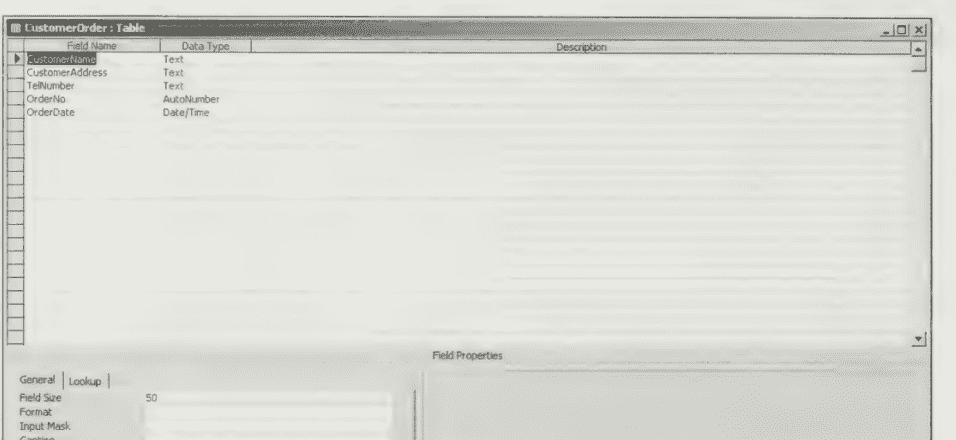 CustomerOrder : Table
Field Name Data Type Description
CustomerName Text
CustomerAddress Text
TelNumber Text
OrderNo AutoNumber
OrderDate Date/Time
Field Properties
General Lookup
Field Size 50
Format
Input Mask
Caption